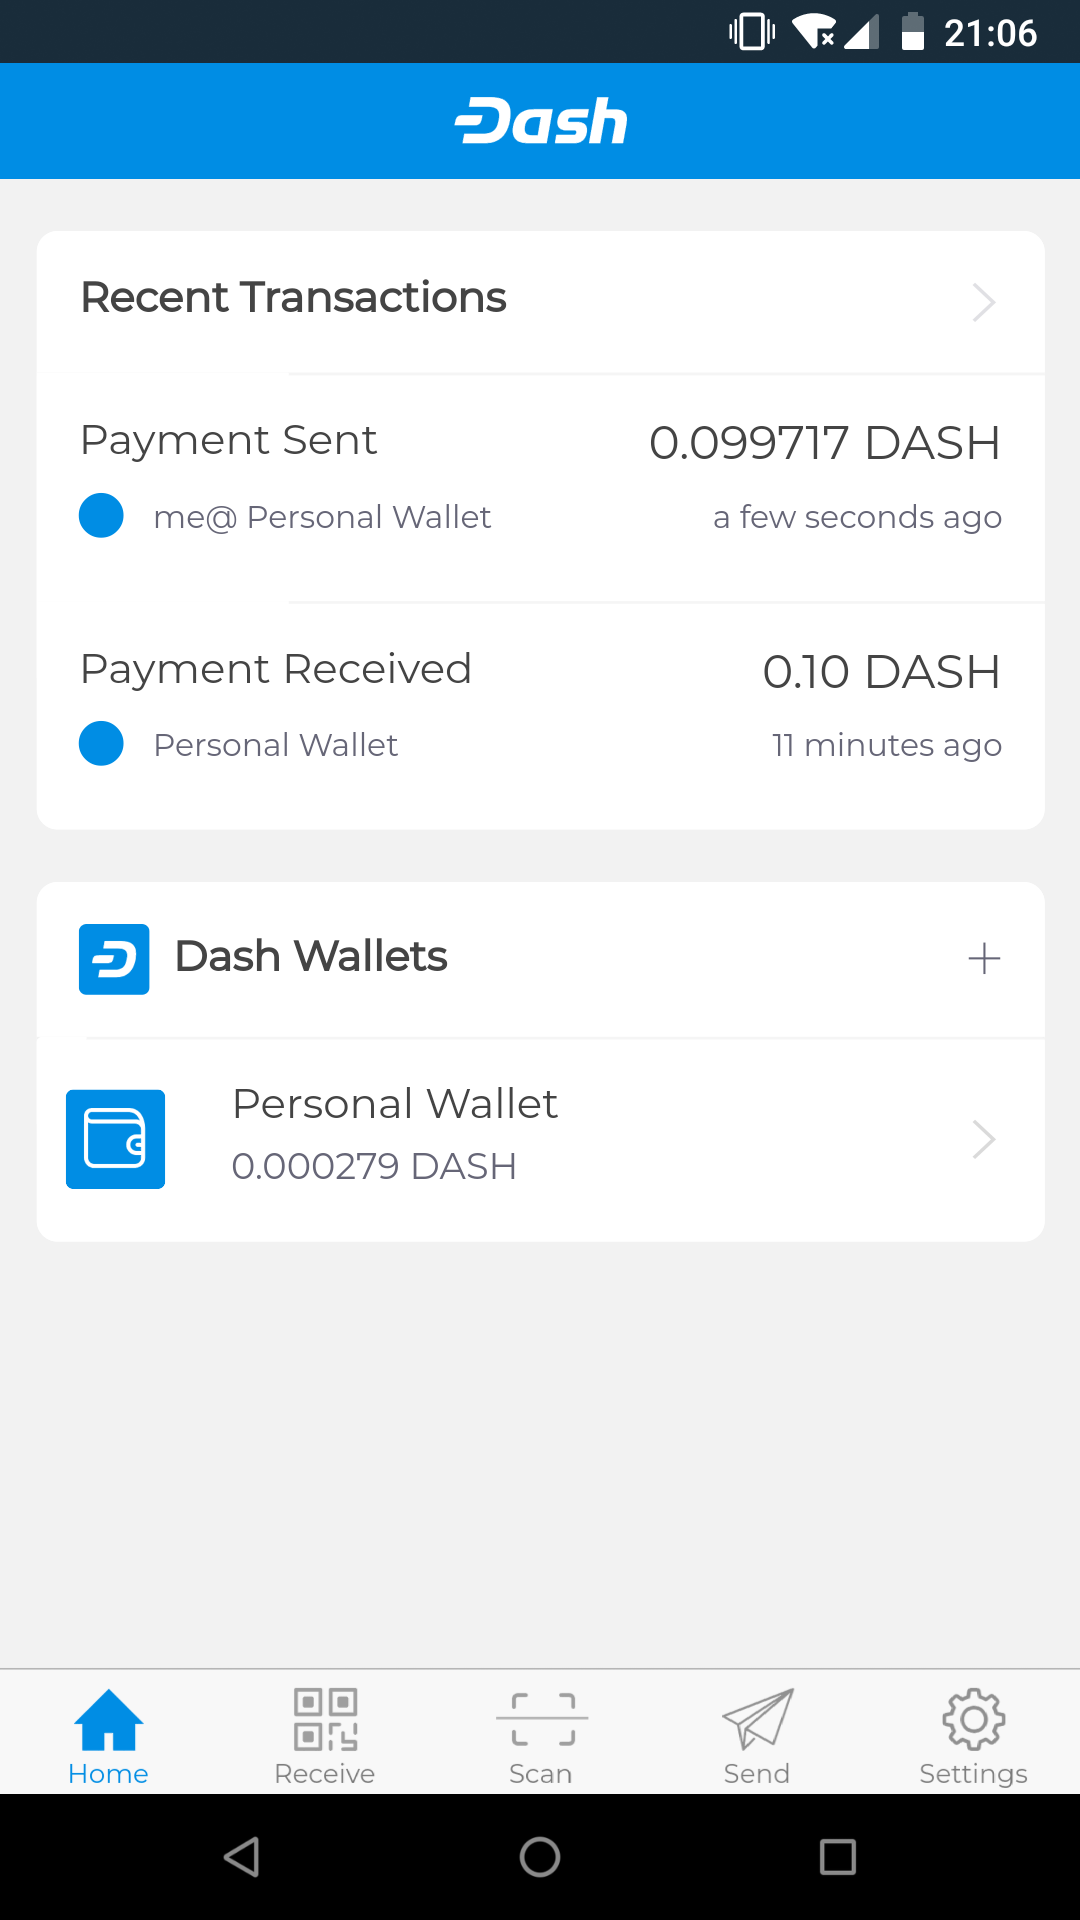 21:06
Dash
Recent Transactions
Payment Sent 0.099717 DASH
me@ Personal Wallet a few seconds ago
Payment Received 0.10 DASH
Personal Wallet 11 minutes ago
Dash Wallets
Personal Wallet
0.000279 DASH
Home Receive Scan Send Settings